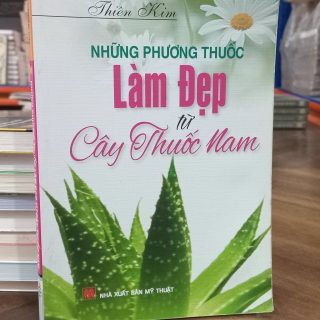 Thiên Kim
NHỮNG PHƯƠNG THUỐC
Làm Đẹp
từ
Cây Thuốc Nam
NHÀ XUẤT BẢN MỸ THUẬT